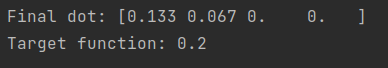 Final dot: [0.133 0.067 0.    0.   ]
Target function: 0.2